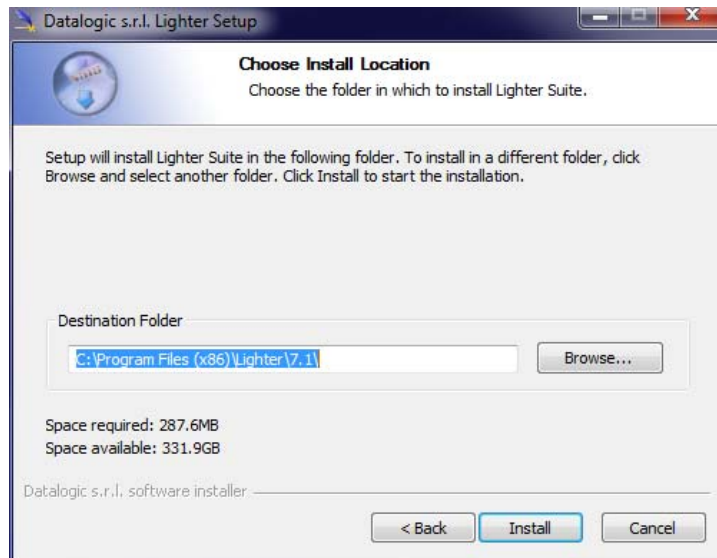 Datalogic s.r.l. Lighter Setup
Choose Install Location
Choose the folder in which to install Lighter Suite.
Setup will install Lighter Suite in the following folder. To install in a different folder, click
Browse and select another folder. Click Install to start the installation.
Destination Folder
C:\Program Files (x86)\Lighter\7.1\
Browse...
Space required: 287.6MB
Space available: 331.9GB
Datalogic s.r.l. software installer
< Back
Install
Cancel